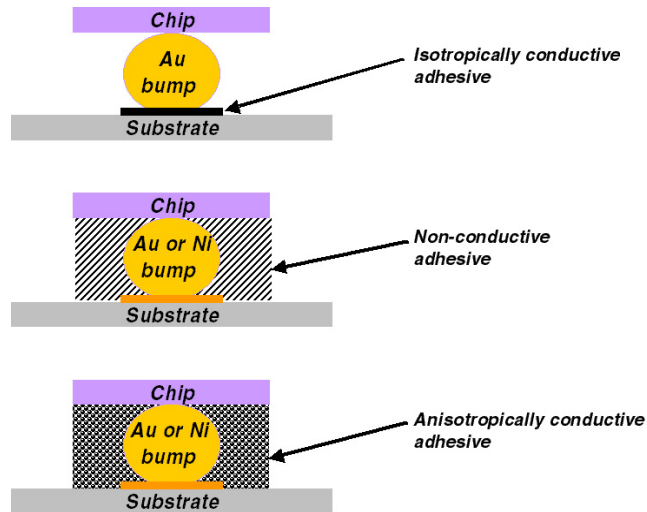 Chip
Au
bump
Substrate
Isotropically conductive
adhesive
Chip
Au or Ni
bump
Substrate
Non-conductive
adhesive
Chip
Au or Ni
bump
Substrate
Anisotropically conductive
adhesive